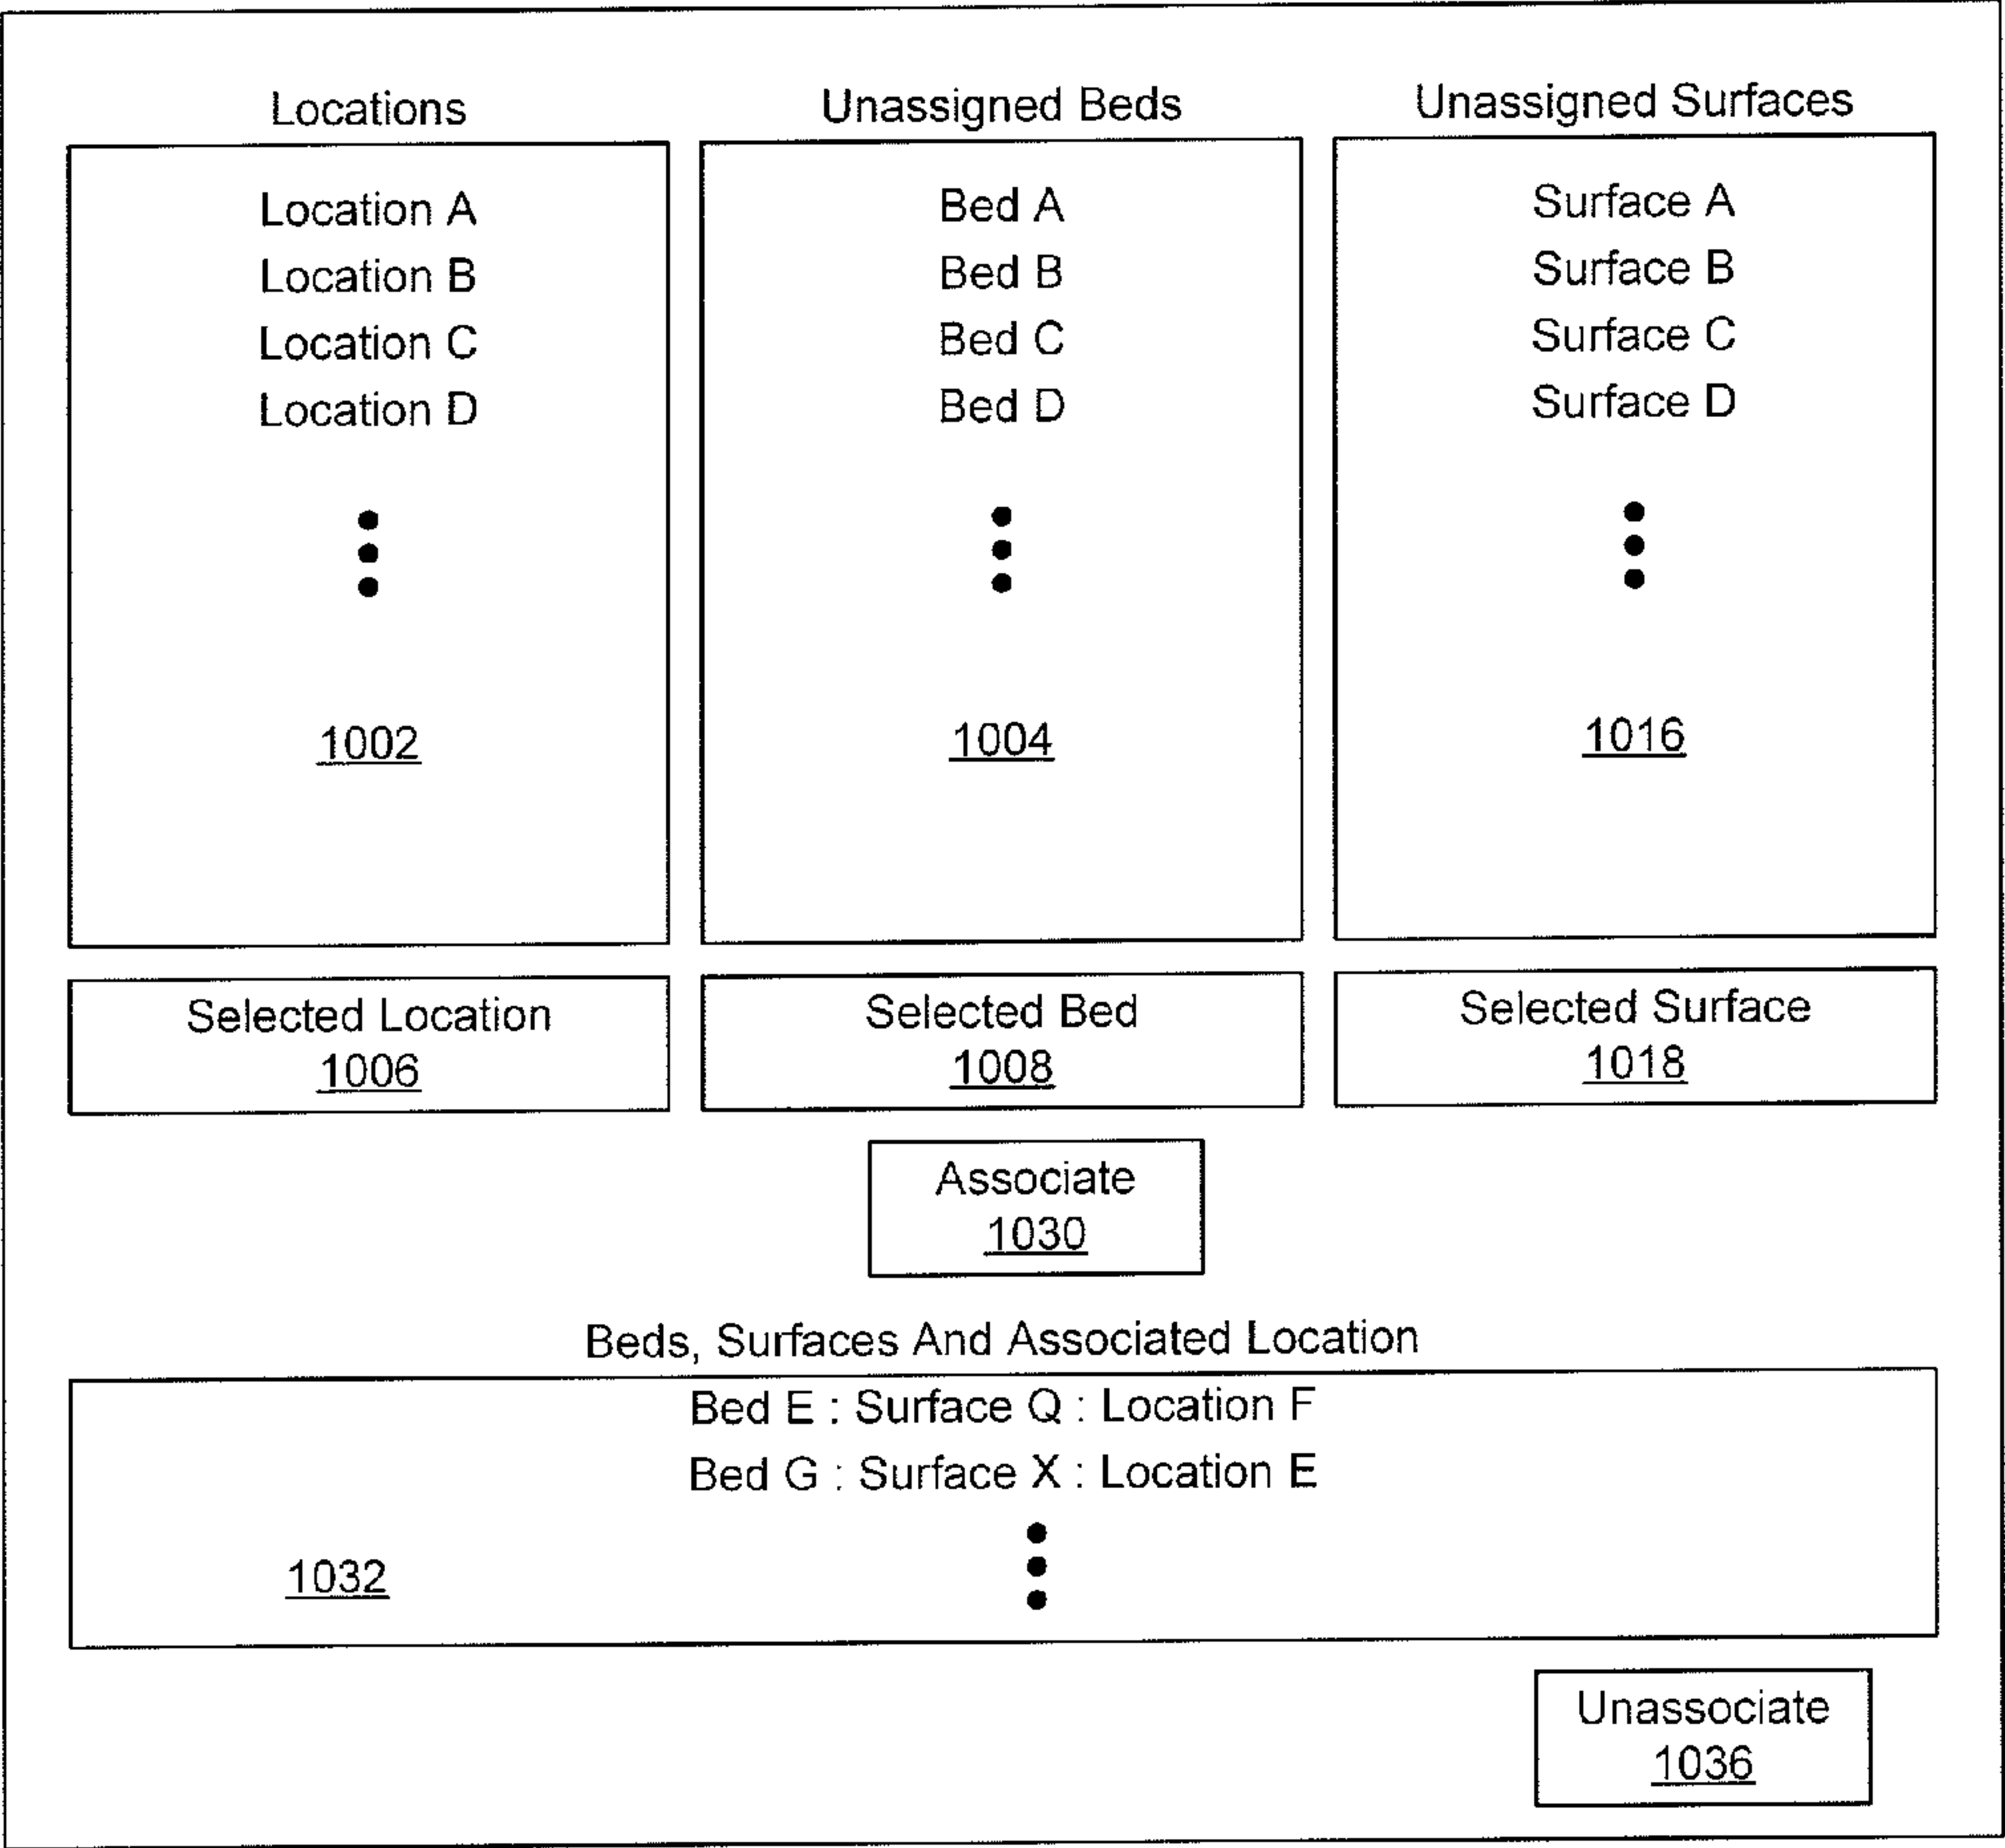 Locations
Location A
Location B
Location C
Location D
1002
Unassigned Beds
Bed A
Bed B
Bed C
Bed D
1004
Unassigned Surfaces
Surface A
Surface B
Surface C
Surface D
1016
Selected Location
1006
Selected Bed
1008
Selected Surface
1018
Associate
1030
Beds, Surfaces And Associated Location
Bed E : Surface Q : Location F
Bed G : Surface X : Location E
1032
Unassociate
1036